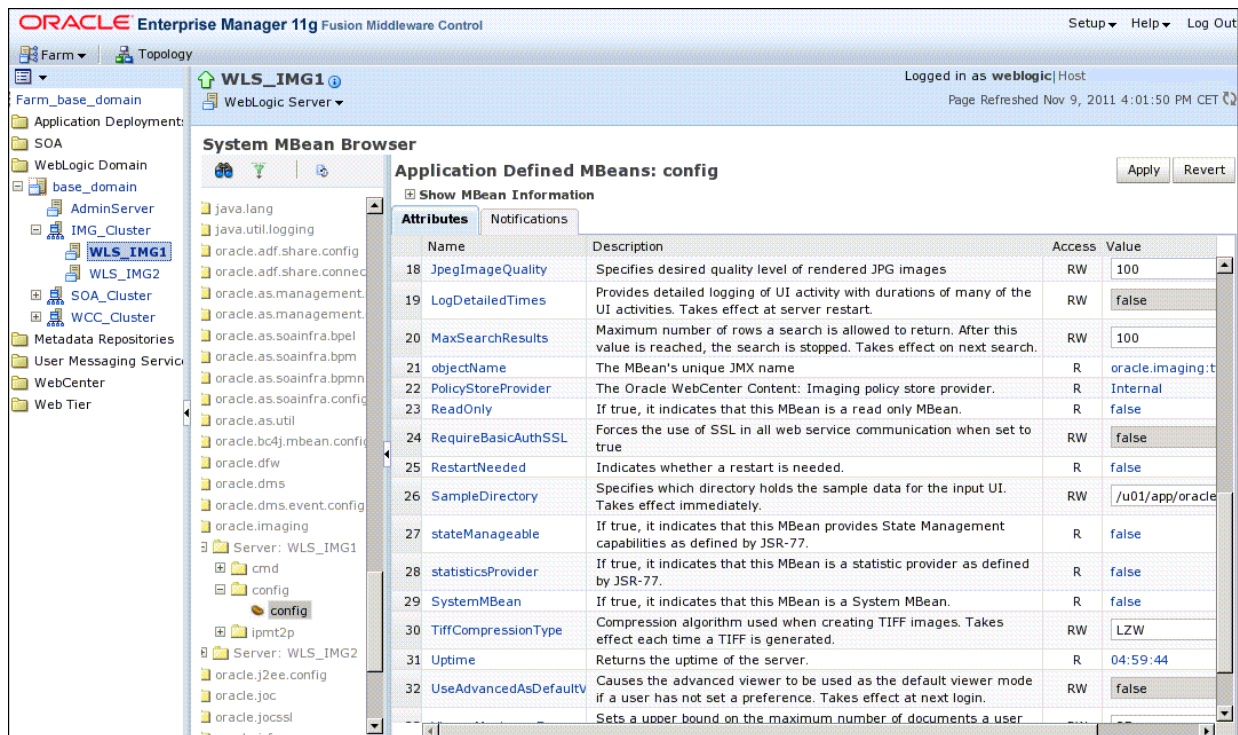 ORACLE Enterprise Manager 11g Fusion Middleware Control
Setup Help Log Out
Farm Topology
WLS_IMG1
Logged in as weblogic|Host
WebLogic Server
Page Refreshed Nov 9, 2011 4:01:50 PM CET
Farm_base_domain
Application Deployment
SOA
WebLogic Domain
base_domain
AdminServer
IMG_Cluster
WLS_IMG1
WLS_IMG2
SOA_Cluster
WCC_Cluster
Metadata Repositories
User Messaging Servic
WebCenter
Web Tier
System MBean Browser
java.lang
java.util.logging
oracle.adf.share.config
oracle.adf.share.connec
oracle.as.management.
oracle.as.management.
oracle.as.soainfra.bpel
oracle.as.soainfra.bpm
oracle.as.soainfra.bpmn
oracle.as.soainfra.config
oracle.as.util
oracle.bc4j.mbean.config
oracle.dfw
oracle.dms
oracle.dms.event.config
oracle.imaging
Server: WLS_IMG1
cmd
config
config
ipmt2p
Server: WLS_IMG2
oracle.j2ee.config
oracle.joc
oracle.jocssl
Application Defined MBeans: config
Apply Revert
Show MBean Information
Attributes Notifications
Name Description Access Value
18 JpegImageQuality Specifies desired quality level of rendered JPG images RW 100
19 LogDetailedTimes Provides detailed logging of UI activity with durations of many of the
UI activities. Takes effect at server restart. RW false
20 MaxSearchResults Maximum number of rows a search is allowed to return. After this
value is reached, the search is stopped. Takes effect on next search. RW 100
21 objectName The MBean's unique JMX name R oracle.imaging:t
22 PolicyStoreProvider The Oracle WebCenter Content: Imaging policy store provider. R Internal
23 ReadOnly If true, it indicates that this MBean is a read only MBean. R false
24 RequireBasicAuthSSL Forces the use of SSL in all web service communication when set to
true RW false
25 RestartNeeded Indicates whether a restart is needed. R false
26 SampleDirectory Specifies which directory holds the sample data for the input UI.
Takes effect immediately. RW /u01/app/oracle
27 stateManageable If true, it indicates that this MBean provides State Management
capabilities as defined by JSR-77. R false
28 statisticsProvider If true, it indicates that this MBean is a statistic provider as defined
by JSR-77. R false
29 SystemMBean If true, it indicates that this MBean is a System MBean. R false
30 TiffCompressionType Compression algorithm used when creating TIFF images. Takes
effect each time a TIFF is generated. RW LZW
31 Uptime Returns the uptime of the server. R 04:59:44
32 UseAdvancedAsDefaultV Causes the advanced viewer to be used as the default viewer mode
if a user has not set a preference. Takes effect at next login. RW false
Sets a upper bound on the maximum number of documents a user